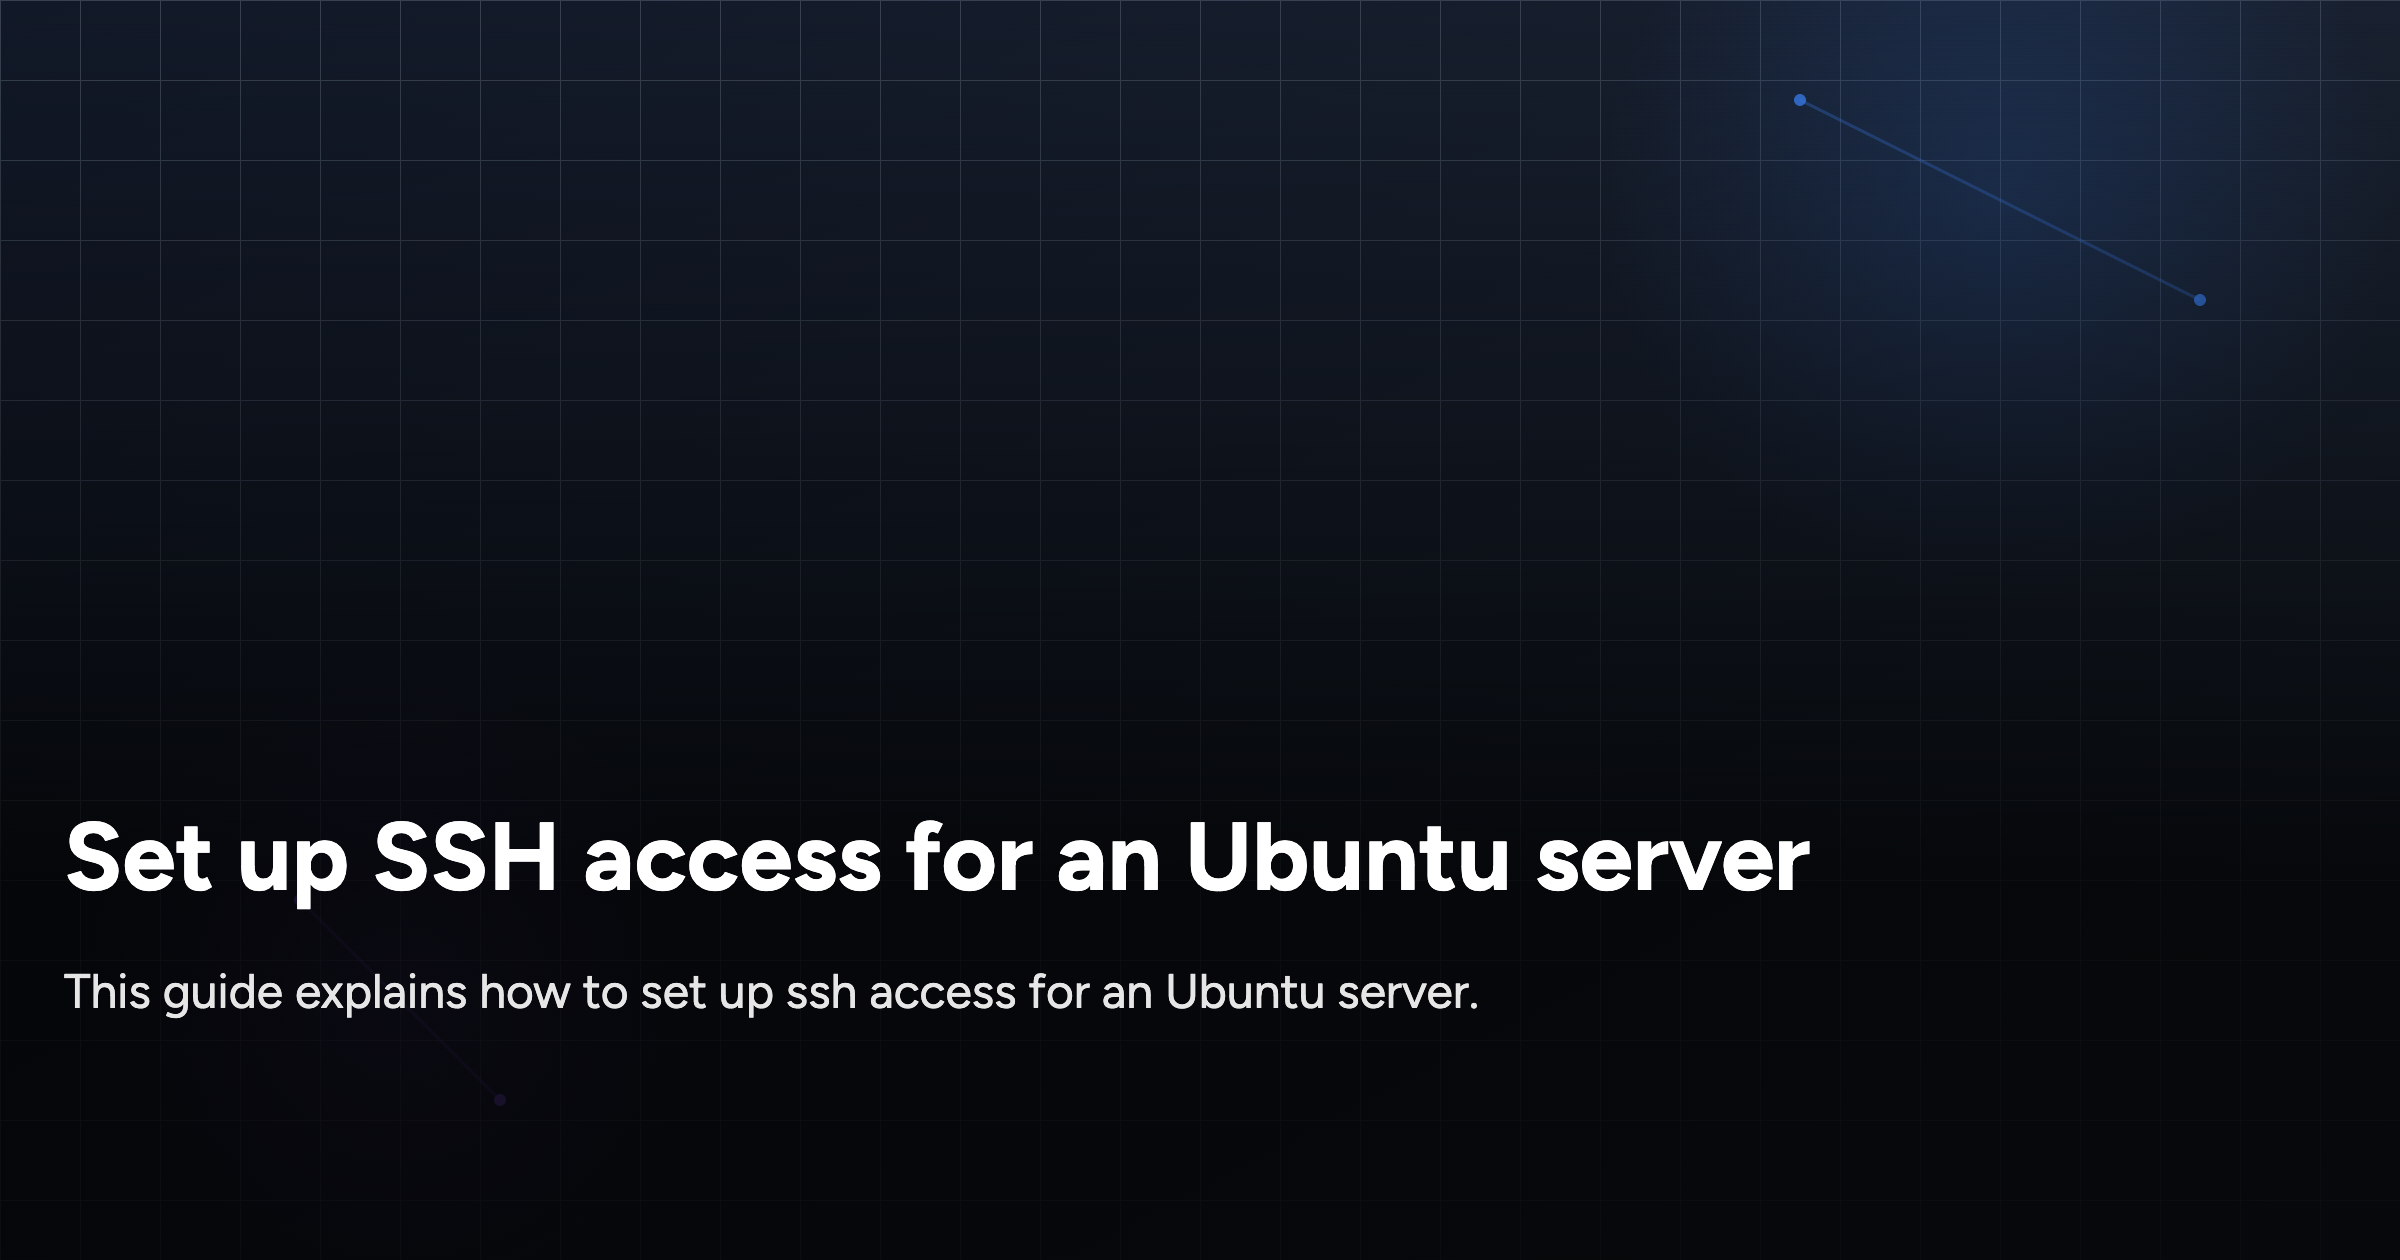 Set up SSH access for an Ubuntu server
This guide explains how to set up ssh access for an Ubuntu server.